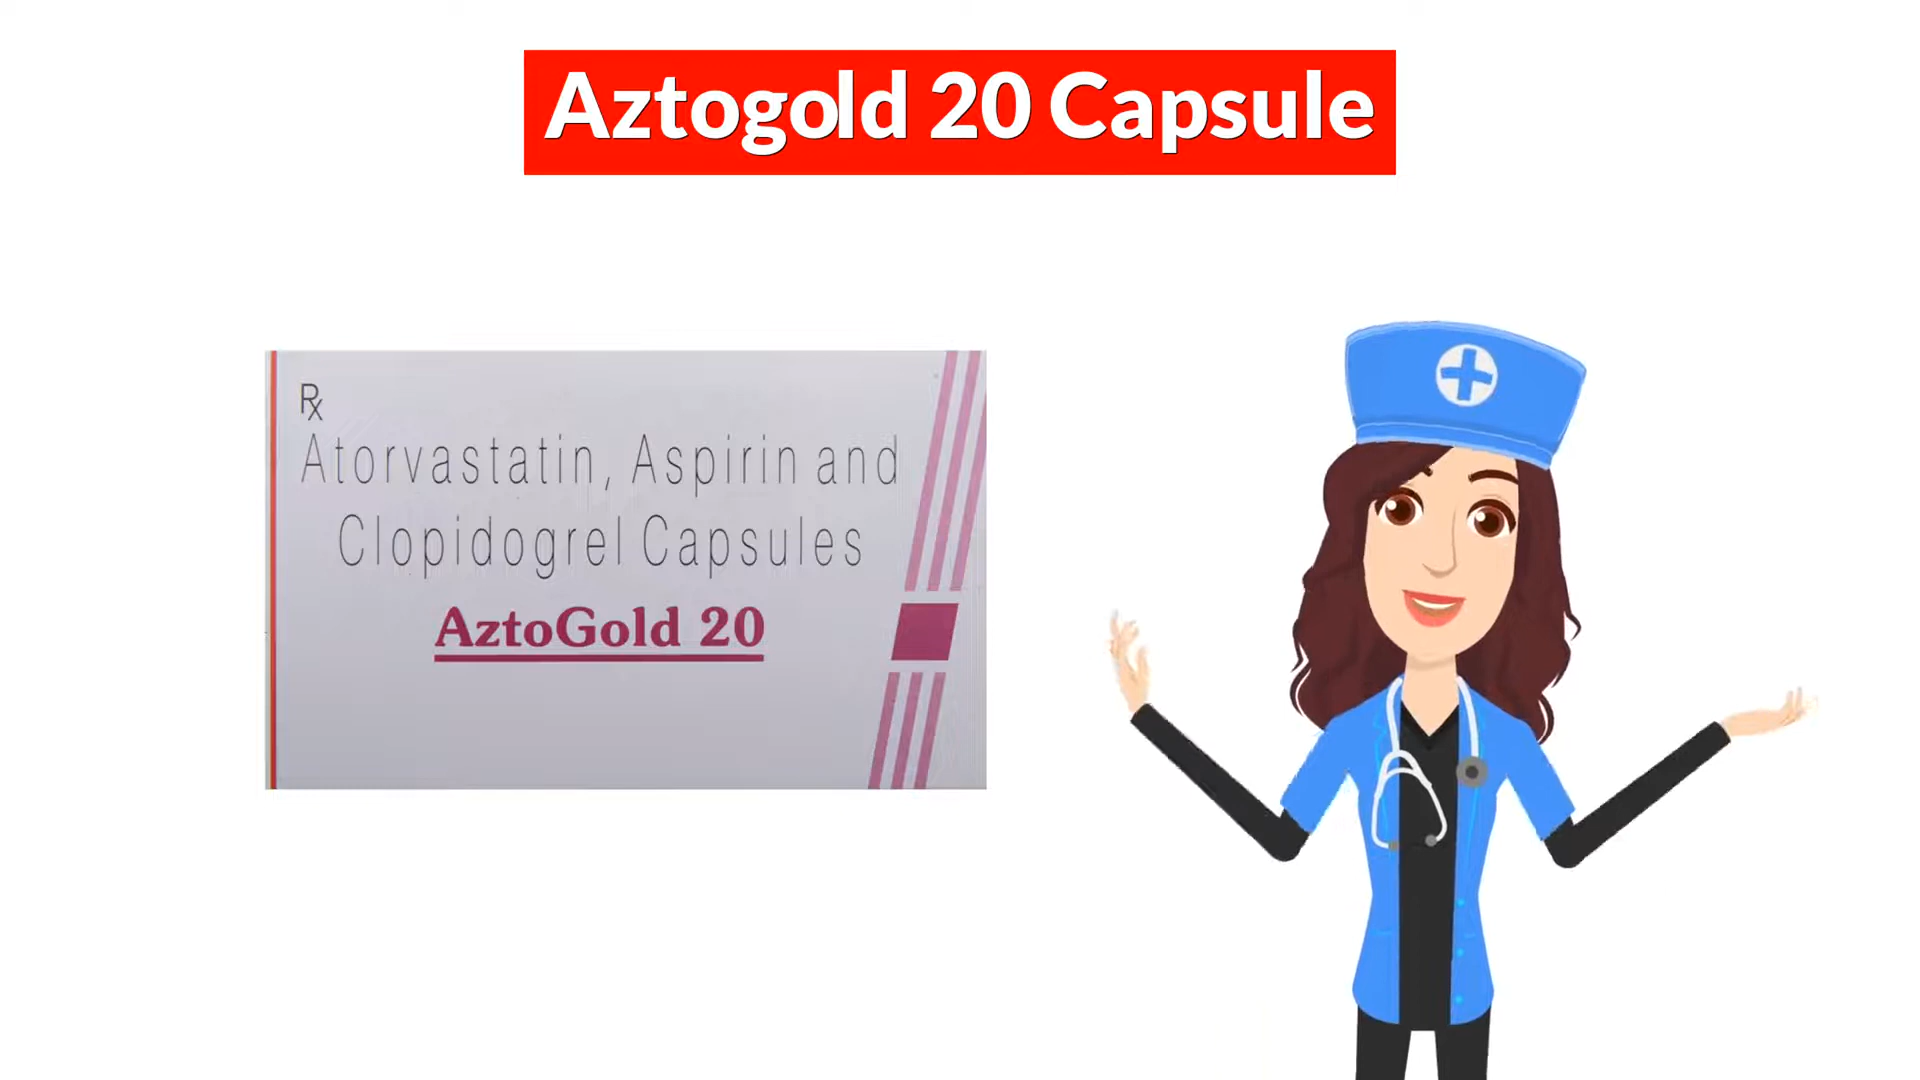 Aztogold 20 Capsule
Rx
Atorvastatin, Aspirin and
Clopidogrel Capsules
AztoGold 20